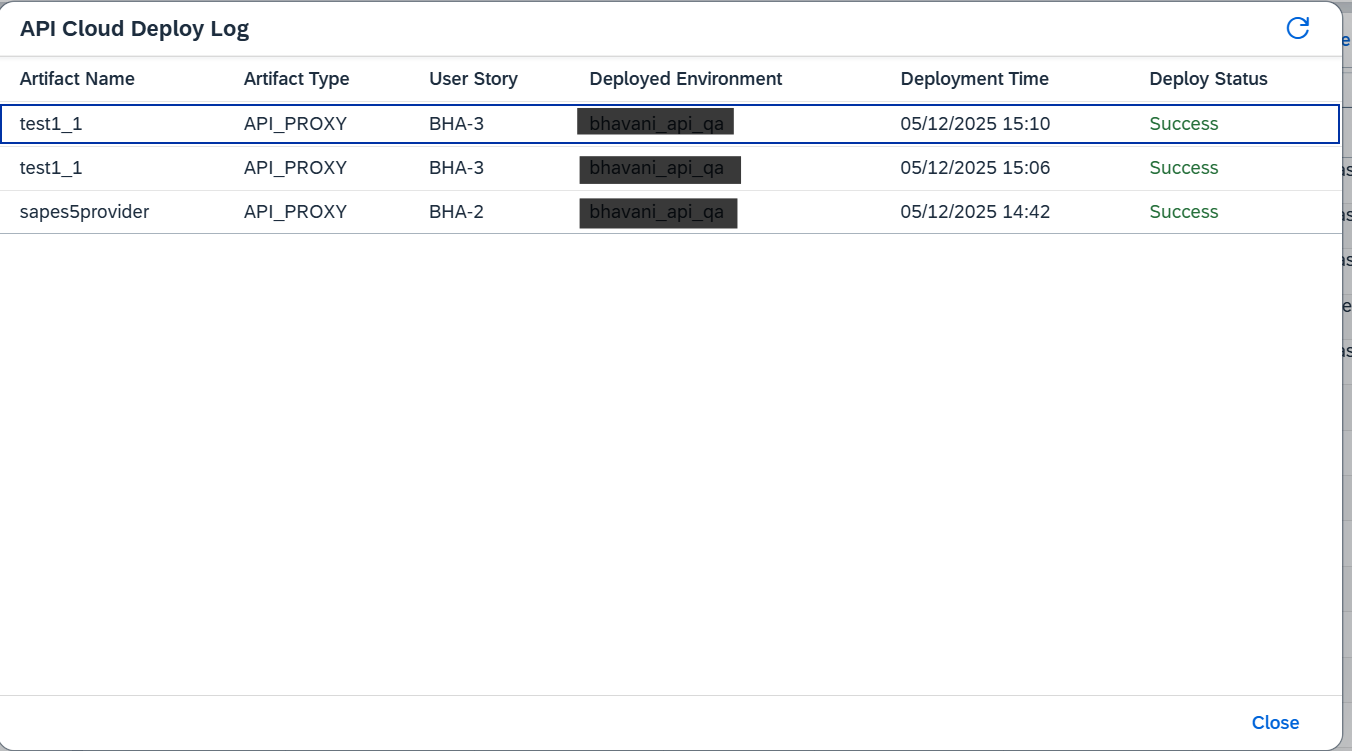 API Cloud Deploy Log
Artifact Name Artifact Type User Story Deployed Environment Deployment Time Deploy Status
test1_1 API_PROXY BHA-3 bhavani_api_qa 05/12/2025 15:10 Success
test1_1 API_PROXY BHA-3 bhavani_api_qa 05/12/2025 15:06 Success
sapes5provider API_PROXY BHA-2 bhavani_api_qa 05/12/2025 14:42 Success
Close